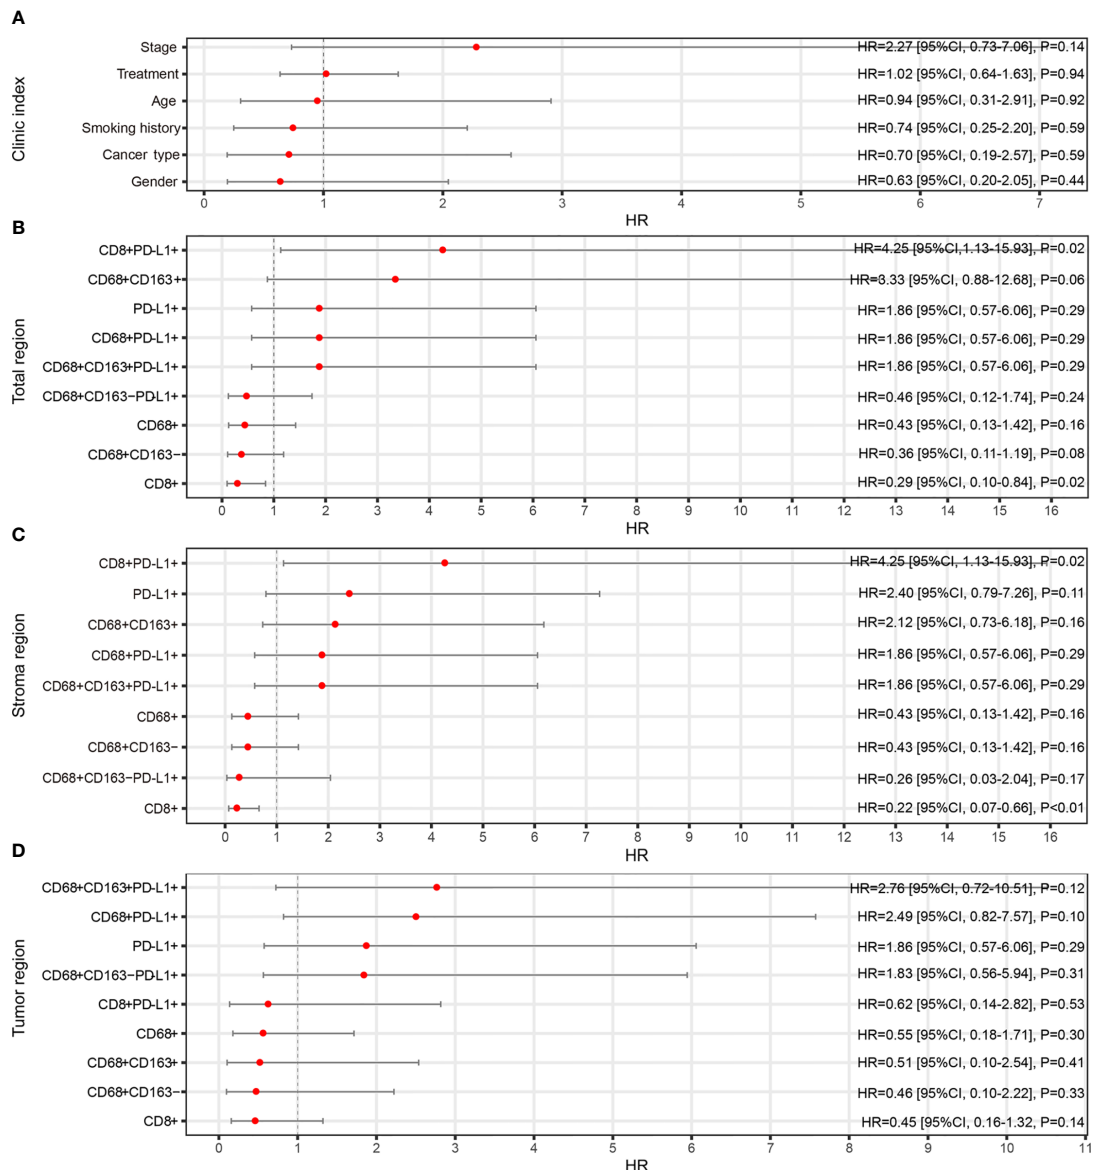 A
Clinic index
Stage HR=2.27 [95%CI, 0.73-7.06], P=0.14
Treatment HR=1.02 [95%CI, 0.64-1.63], P=0.94
Age HR=0.94 [95%CI, 0.31-2.91], P=0.92
Smoking history HR=0.74 [95%CI, 0.25-2.20], P=0.59
Cancer type HR=0.70 [95%CI, 0.19-2.57], P=0.59
Gender HR=0.63 [95%CI, 0.20-2.05], P=0.44
0 1 2 3 4 5 6 7
HR
B
Total region
CD8+PD-L1+ HR=4.25 [95%CI,1.13-15.93], P=0.02
CD68+CD163+ HR=3.33 [95%CI, 0.88-12.68], P=0.06
PD-L1+ HR=1.86 [95%CI, 0.57-6.06], P=0.29
CD68+PD-L1+ HR=1.86 [95%CI, 0.57-6.06], P=0.29
CD68+CD163+PD-L1+ HR=1.86 [95%CI, 0.57-6.06], P=0.29
CD68+CD163−PD-L1+ HR=0.46 [95%CI, 0.12-1.74], P=0.24
CD68+ HR=0.43 [95%CI, 0.13-1.42], P=0.16
CD68+CD163− HR=0.36 [95%CI, 0.11-1.19], P=0.08
CD8+ HR=0.29 [95%CI, 0.10-0.84], P=0.02
0 1 2 3 4 5 6 7 8 9 10 11 12 13 14 15 16
HR
C
Stroma region
CD8+PD-L1+ HR=4.25 [95%CI, 1.13-15.93], P=0.02
PD-L1+ HR=2.40 [95%CI, 0.79-7.26], P=0.11
CD68+CD163+ HR=2.12 [95%CI, 0.73-6.18], P=0.16
CD68+PD-L1+ HR=1.86 [95%CI, 0.57-6.06], P=0.29
CD68+CD163+PD-L1+ HR=1.86 [95%CI, 0.57-6.06], P=0.29
CD68+ HR=0.43 [95%CI, 0.13-1.42], P=0.16
CD68+CD163− HR=0.43 [95%CI, 0.13-1.42], P=0.16
CD68+CD163−PD-L1+ HR=0.26 [95%CI, 0.03-2.04], P=0.17
CD8+ HR=0.22 [95%CI, 0.07-0.66], P<0.01
0 1 2 3 4 5 6 7 8 9 10 11 12 13 14 15 16
HR
D
Tumor region
CD68+CD163+PD-L1+ HR=2.76 [95%CI, 0.72-10.51], P=0.12
CD68+PD-L1+ HR=2.49 [95%CI, 0.82-7.57], P=0.10
PD-L1+ HR=1.86 [95%CI, 0.57-6.06], P=0.29
CD68+CD163−PD-L1+ HR=1.83 [95%CI, 0.56-5.94], P=0.31
CD8+PD-L1+ HR=0.62 [95%CI, 0.14-2.82], P=0.53
CD68+ HR=0.55 [95%CI, 0.18-1.71], P=0.30
CD68+CD163+ HR=0.51 [95%CI, 0.10-2.54], P=0.41
CD68+CD163− HR=0.46 [95%CI, 0.10-2.22], P=0.33
CD8+ HR=0.45 [95%CI, 0.16-1.32, P=0.14
0 1 2 3 4 5 6 7 8 9 10 11
HR